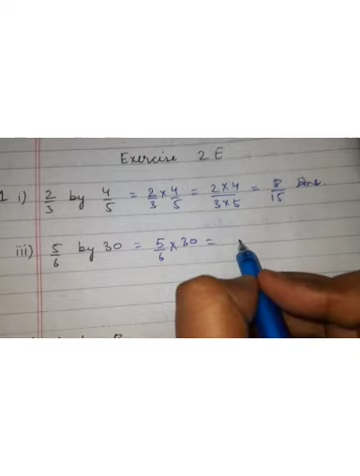 Exercise 2 E
1 i) 2/3 by 4/5 = 2/3 × 4/5 = 2 × 4 / 3 × 5 = 8/15 Ans.
iii) 5/6 by 30 = 5/6 × 30 =